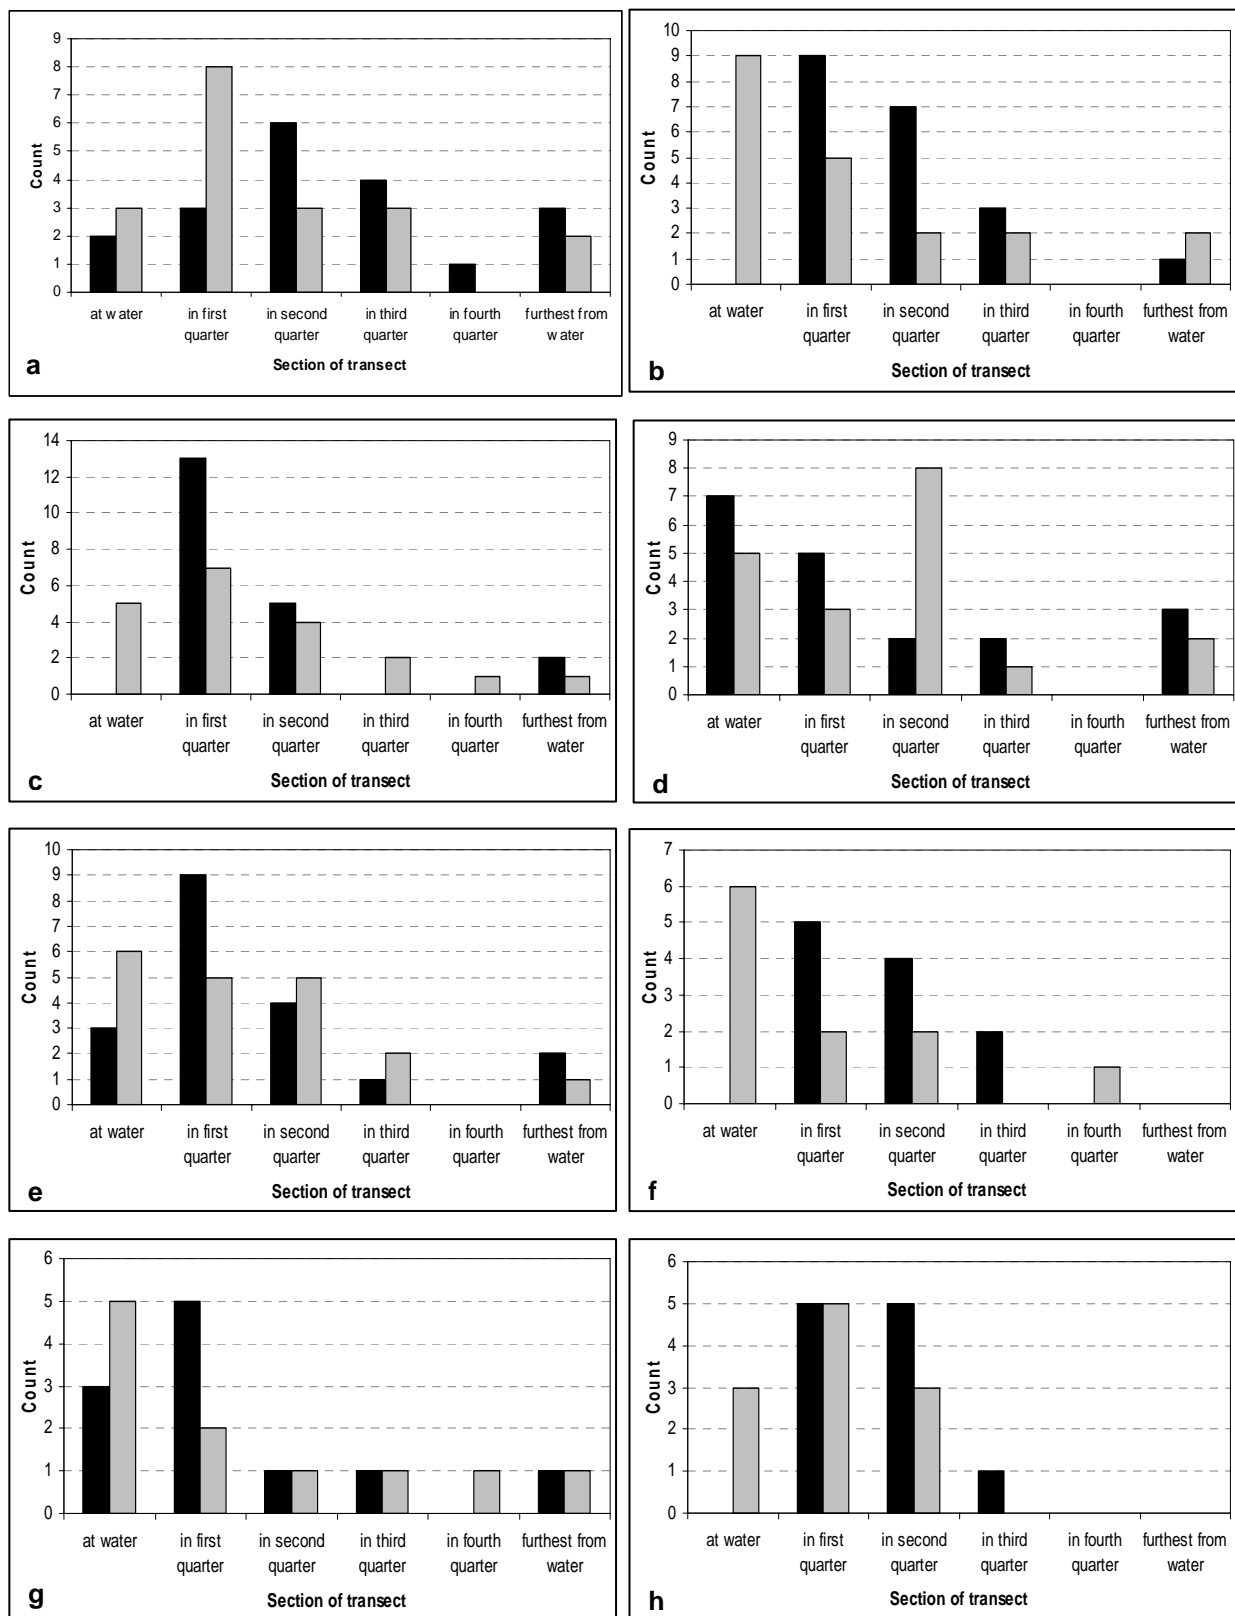 9
8
7
6
5
4
3
2
1
0
Count
at water
in first quarter
in second quarter
in third quarter
in fourth quarter
furthest from water
Section of transect
a
10
9
8
7
6
5
4
3
2
1
0
Count
at water
in first quarter
in second quarter
in third quarter
in fourth quarter
furthest from water
Section of transect
b
14
12
10
8
6
4
2
0
Count
at water
in first quarter
in second quarter
in third quarter
in fourth quarter
furthest from water
Section of transect
c
9
8
7
6
5
4
3
2
1
0
Count
at water
in first quarter
in second quarter
in third quarter
in fourth quarter
furthest from water
Section of transect
d
10
9
8
7
6
5
4
3
2
1
0
Count
at water
in first quarter
in second quarter
in third quarter
in fourth quarter
furthest from water
Section of transect
e
7
6
5
4
3
2
1
0
Count
at water
in first quarter
in second quarter
in third quarter
in fourth quarter
furthest from water
Section of transect
f
6
5
4
3
2
1
0
Count
at water
in first quarter
in second quarter
in third quarter
in fourth quarter
furthest from water
Section of transect
g
6
5
4
3
2
1
0
Count
at water
in first quarter
in second quarter
in third quarter
in fourth quarter
furthest from water
Section of transect
h